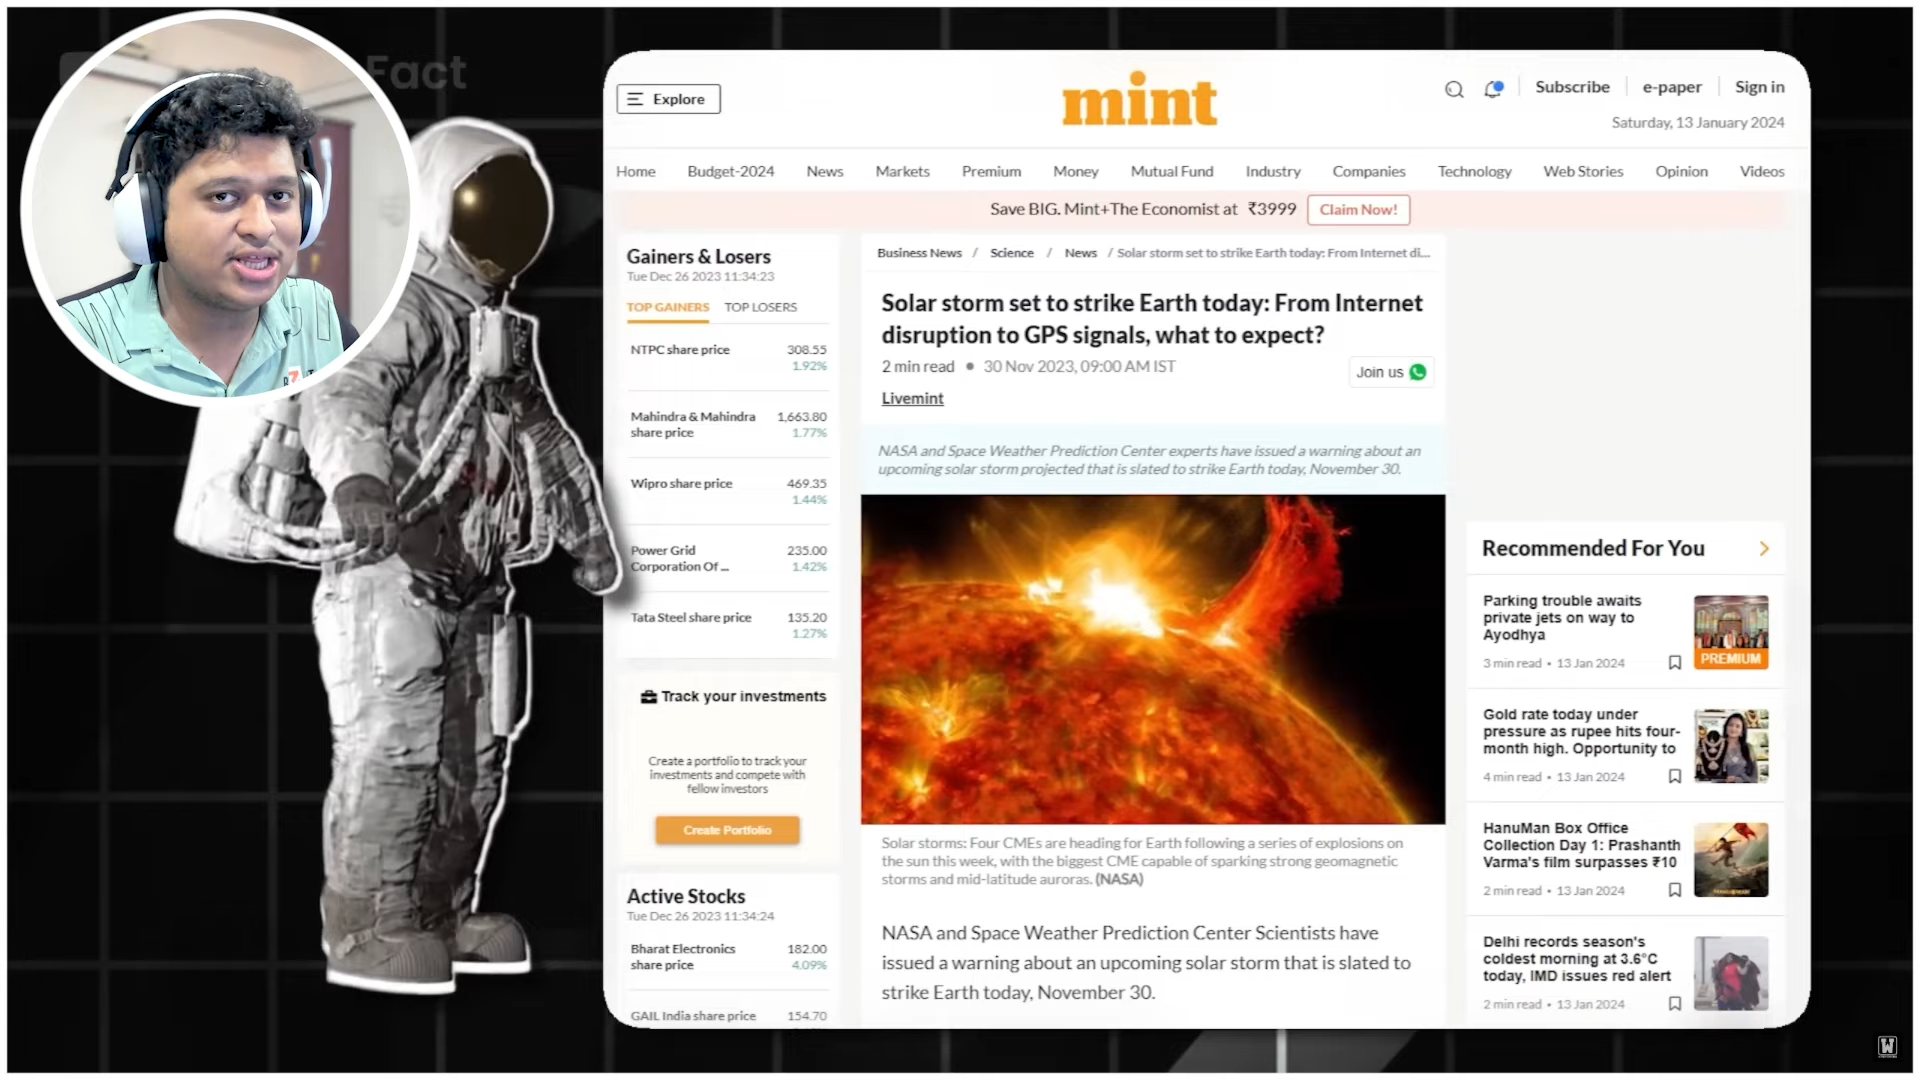 Fact
Explore
mint
Subscribe
e-paper
Sign in
Saturday, 13 January 2024
Home
Budget-2024
News
Markets
Premium
Money
Mutual Fund
Industry
Companies
Technology
Web Stories
Opinion
Videos
Save BIG. Mint+The Economist at ₹3999
Claim Now!
Gainers & Losers
Tue Dec 26 2023 11:34:23
TOP GAINERS
TOP LOSERS
NTPC share price
308.55
1.92%
Mahindra & Mahindra
share price
1,663.80
1.77%
Wipro share price
469.35
1.44%
Power Grid
Corporation Of ...
235.00
1.42%
Tata Steel share price
135.20
1.27%
Track your investments
Create a portfolio to track your
investments and compete with
fellow investors
Create Portfolio
Active Stocks
Tue Dec 26 2023 11:34:24
Bharat Electronics
share price
182.00
4.09%
GAIL India share price
154.70
Business News / Science / News / Solar storm set to strike Earth today: From Internet di...
Solar storm set to strike Earth today: From Internet
disruption to GPS signals, what to expect?
2 min read • 30 Nov 2023, 09:00 AM IST
Join us
Livemint
NASA and Space Weather Prediction Center experts have issued a warning about an
upcoming solar storm projected that is slated to strike Earth today, November 30.
Solar storms: Four CMEs are heading for Earth following a series of explosions on
the sun this week, with the biggest CME capable of sparking strong geomagnetic
storms and mid-latitude auroras. (NASA)
NASA and Space Weather Prediction Center Scientists have
issued a warning about an upcoming solar storm that is slated to
strike Earth today, November 30.
Recommended For You
Parking trouble awaits
private jets on way to
Ayodhya
3 min read • 13 Jan 2024
PREMIUM
Gold rate today under
pressure as rupee hits four-
month high. Opportunity to
4 min read • 13 Jan 2024
HanuMan Box Office
Collection Day 1: Prashanth
Varma's film surpasses ₹10
2 min read • 13 Jan 2024
Delhi records season's
coldest morning at 3.6°C
today, IMD issues red alert
2 min read • 13 Jan 2024
W